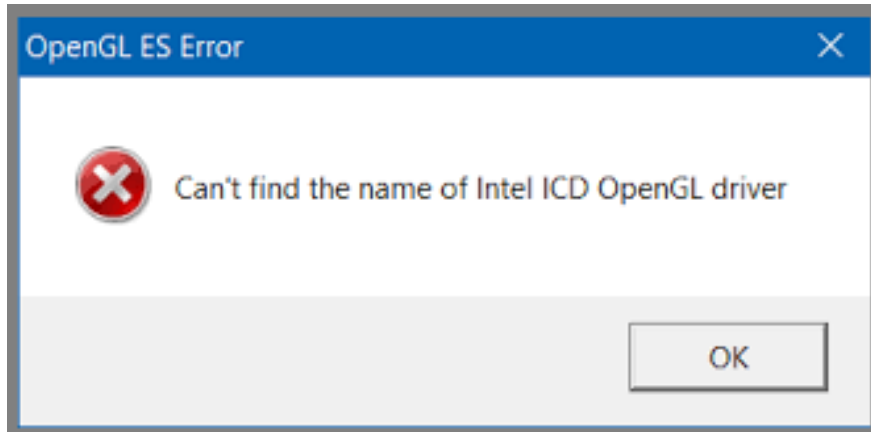 OpenGL ES Error
Can't find the name of Intel ICD OpenGL driver
OK